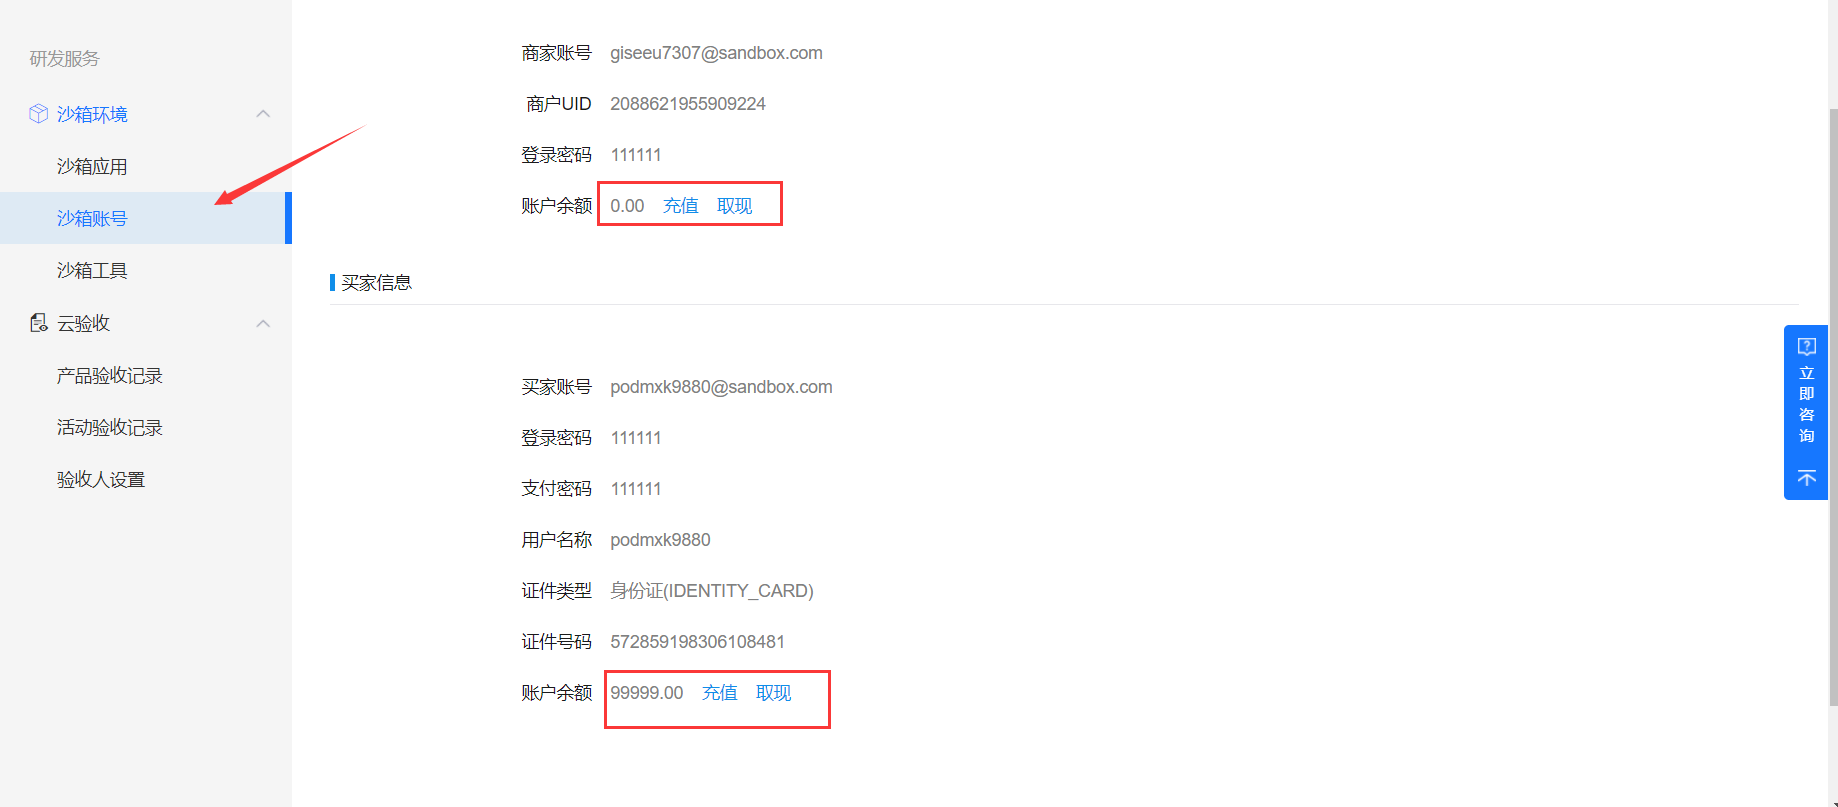 研发服务
沙箱环境
沙箱应用
沙箱账号
沙箱工具
云验收
产品验收记录
活动验收记录
验收人设置
商家账号 giseeu7307@sandbox.com
商户UID 2088621955909224
登录密码 111111
账户余额 0.00 充值 取现
买家信息
买家账号 podmxk9880@sandbox.com
登录密码 111111
支付密码 111111
用户名称 podmxk9880
证件类型 身份证(IDENTITY_CARD)
证件号码 572859198306108481
账户余额 99999.00 充值 取现
立即咨询